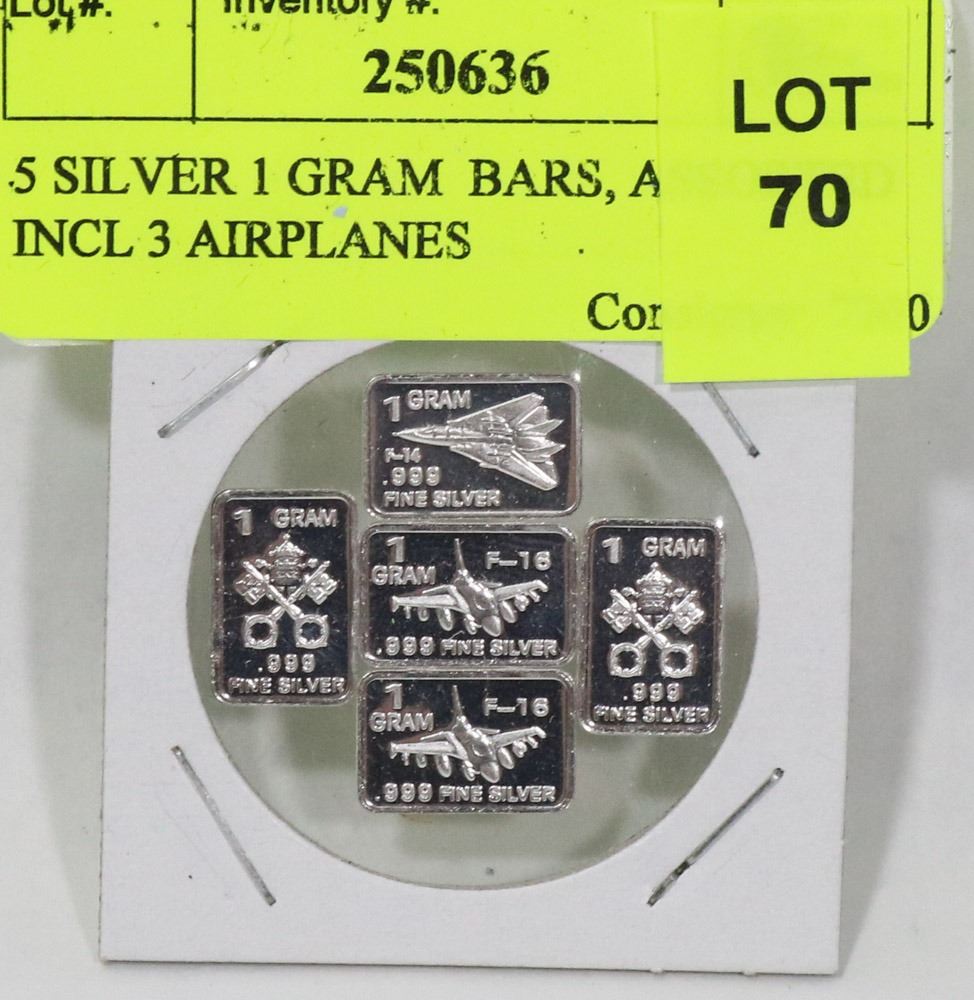 Lot #:
Inventory #:
250636
LOT
70
5 SILVER 1 GRAM BARS, ASSORTED
INCL 3 AIRPLANES
1 GRAM
F-14
.999
FINE SILVER
1 GRAM
.999
FINE SILVER
1
GRAM
F-16
.999 FINE SILVER
1 GRAM
.999
FINE SILVER
1
GRAM
F-16
.999 FINE SILVER